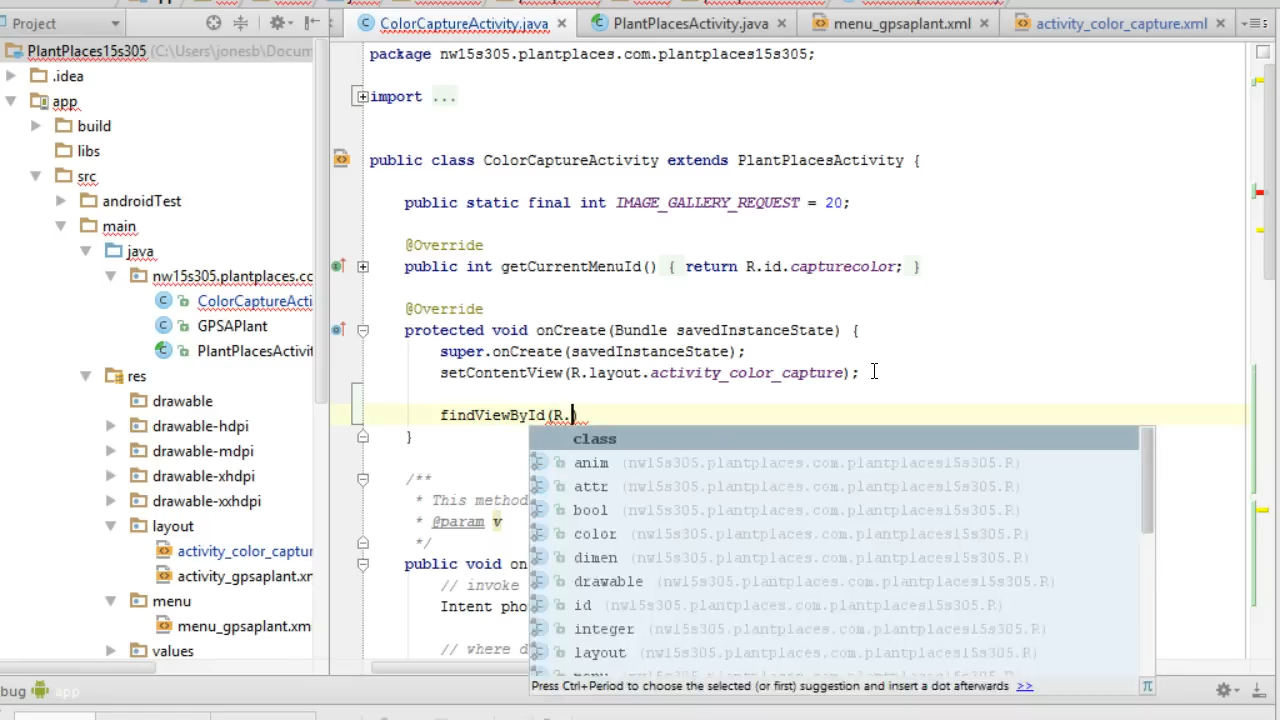 Project
ColorCaptureActivity.java
PlantPlacesActivity.java
menu_gpsaplant.xml
activity_color_capture.xml
PlantPlaces15s305 (C:\Users\jonesb\Docum
.idea
app
build
libs
src
androidTest
main
java
nw15s305.plantplaces.co
ColorCaptureActi
GPSAPlant
PlantPlacesActivit
res
drawable
drawable-hdpi
drawable-mdpi
drawable-xhdpi
drawable-xxhdpi
layout
activity_color_captur
activity_gpsaplant.xm
menu
menu_gpsaplant.xm
values
package nw15s305.plantplaces.com.plantplaces15s305;
import ...
public class ColorCaptureActivity extends PlantPlacesActivity {
public static final int IMAGE_GALLERY_REQUEST = 20;
@Override
public int getCurrentMenuId() { return R.id.capturecolor; }
@Override
protected void onCreate(Bundle savedInstanceState) {
super.onCreate(savedInstanceState);
setContentView(R.layout.activity_color_capture);
findViewById(R.)
}
/**
* This method
* @param v
*/
public void on
// invoke
Intent pho
// where d
class
anim (nw15s305.plantplaces.com.plantplaces15s305.R)
attr (nw15s305.plantplaces.com.plantplaces15s305.R)
bool (nw15s305.plantplaces.com.plantplaces15s305.R)
color (nw15s305.plantplaces.com.plantplaces15s305.R)
dimen (nw15s305.plantplaces.com.plantplaces15s305.R)
drawable (nw15s305.plantplaces.com.plantplaces15s305.R)
id (nw15s305.plantplaces.com.plantplaces15s305.R)
integer (nw15s305.plantplaces.com.plantplaces15s305.R)
layout (nw15s305.plantplaces.com.plantplaces15s305.R)
Press Ctrl+Period to choose the selected (or first) suggestion and insert a dot afterwards >>
bug app